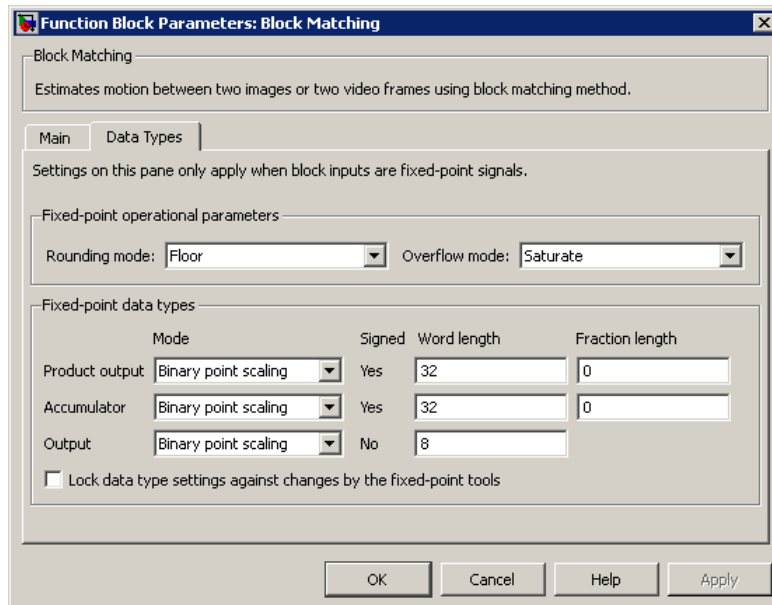 Function Block Parameters: Block Matching
Block Matching
Estimates motion between two images or two video frames using block matching method.
Main Data Types
Settings on this pane only apply when block inputs are fixed-point signals.
Fixed-point operational parameters
Rounding mode: Floor Overflow mode: Saturate
Fixed-point data types
Mode Signed Word length Fraction length
Product output Binary point scaling Yes 32 0
Accumulator Binary point scaling Yes 32 0
Output Binary point scaling No 8
Lock data type settings against changes by the fixed-point tools
OK Cancel Help Apply